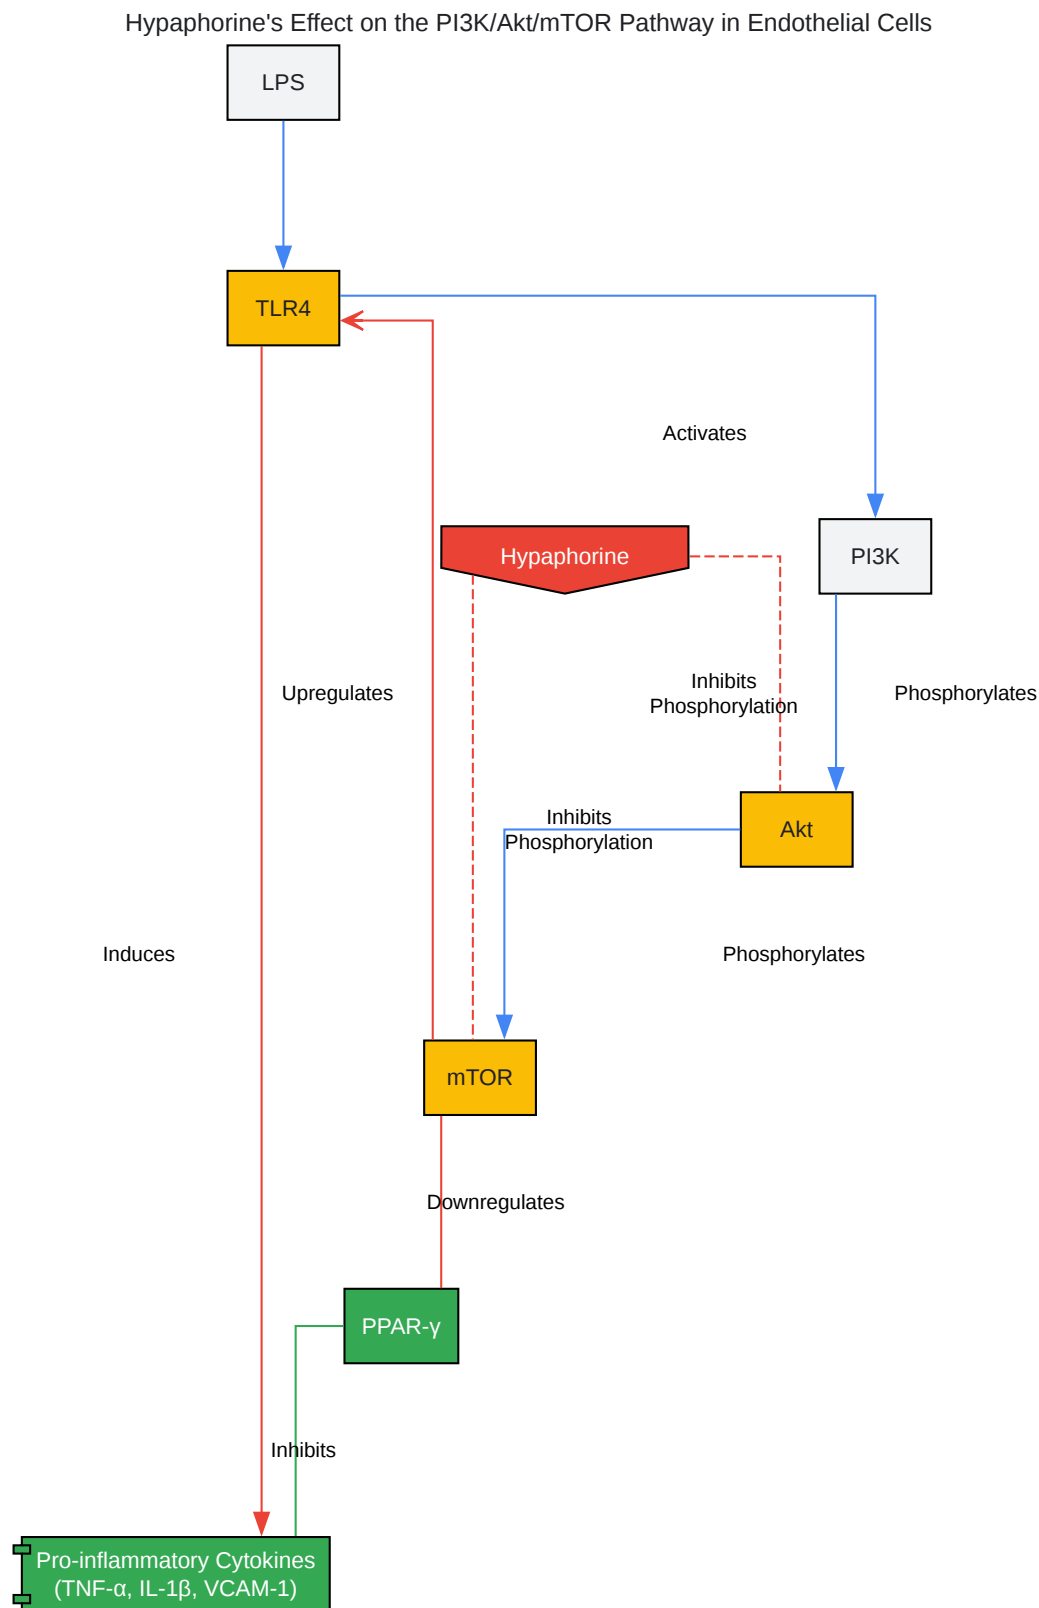 Hypaphorine's Effect on the PI3K/Akt/mTOR Pathway in Endothelial Cells
LPS
TLR4
Activates
Hypaphorine
PI3K
Inhibits
Phosphorylation
Upregulates
Phosphorylates
Inhibits
Phosphorylation
Akt
Induces
Phosphorylates
mTOR
Downregulates
PPAR-γ
Inhibits
Pro-inflammatory Cytokines
(TNF-α, IL-1β, VCAM-1)